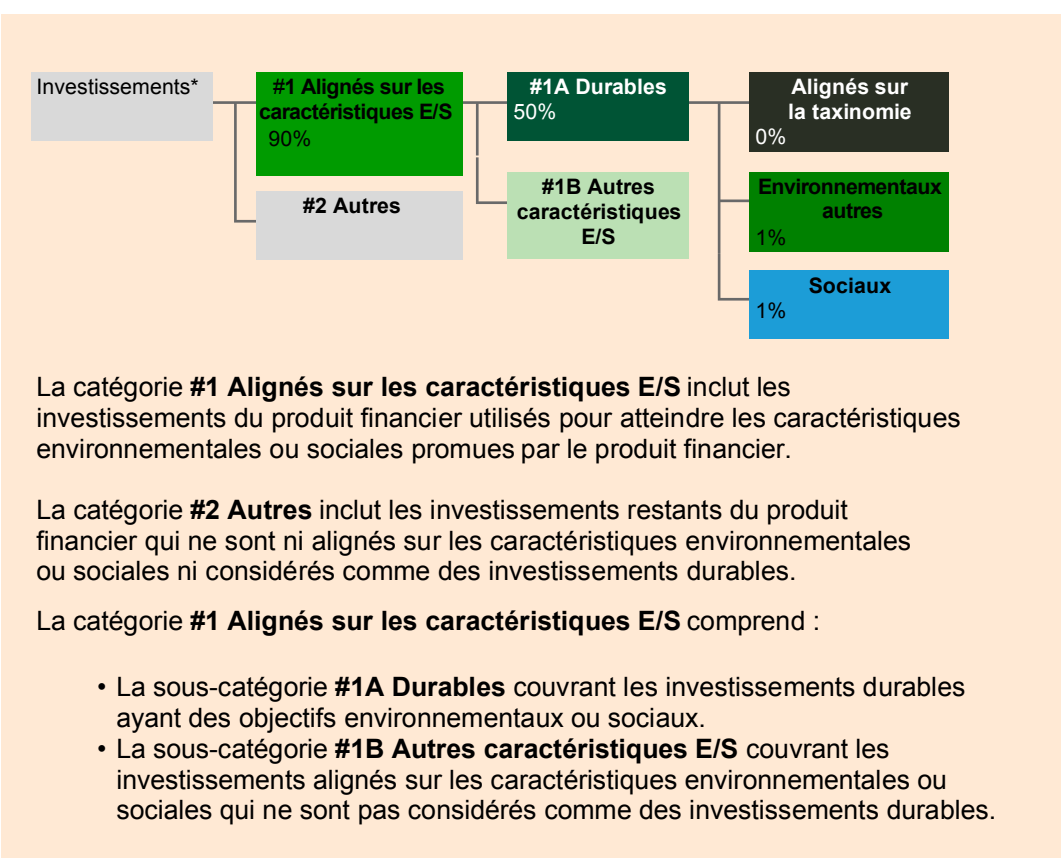 Investissements*
#1 Alignés sur les
caractéristiques E/S
90%
#2 Autres
#1A Durables
50%
#1B Autres
caractéristiques
E/S
Alignés sur
la taxinomie
0%
Environnementaux
autres
1%
Sociaux
1%
La catégorie #1 Alignés sur les caractéristiques E/S inclut les
investissements du produit financier utilisés pour atteindre les caractéristiques
environnementales ou sociales promues par le produit financier.
La catégorie #2 Autres inclut les investissements restants du produit
financier qui ne sont ni alignés sur les caractéristiques environnementales
ou sociales ni considérés comme des investissements durables.
La catégorie #1 Alignés sur les caractéristiques E/S comprend :
• La sous-catégorie #1A Durables couvrant les investissements durables
ayant des objectifs environnementaux ou sociaux.
• La sous-catégorie #1B Autres caractéristiques E/S couvrant les
investissements alignés sur les caractéristiques environnementales ou
sociales qui ne sont pas considérés comme des investissements durables.